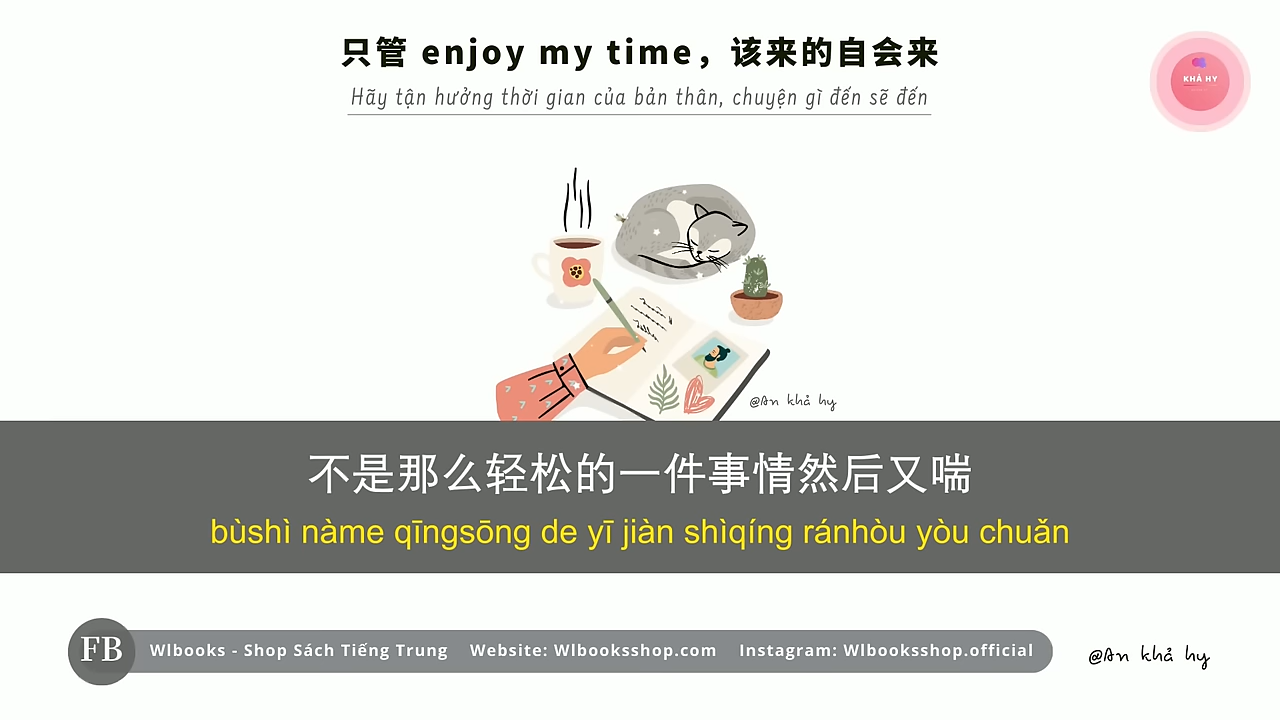 只管 enjoy my time，该来的自会来
Hãy tận hưởng thời gian của bản thân, chuyện gì đến sẽ đến
KHẢ HY
@An khả hy
不是那么轻松的一件事情然后又喘
bùshì nàme qīngsōng de yī jiàn shìqíng ránhòu yòu chuǎn
FB
Wlbooks - Shop Sách Tiếng Trung Website: Wlbooksshop.com Instagram: Wlbooksshop.official
@An khả hy